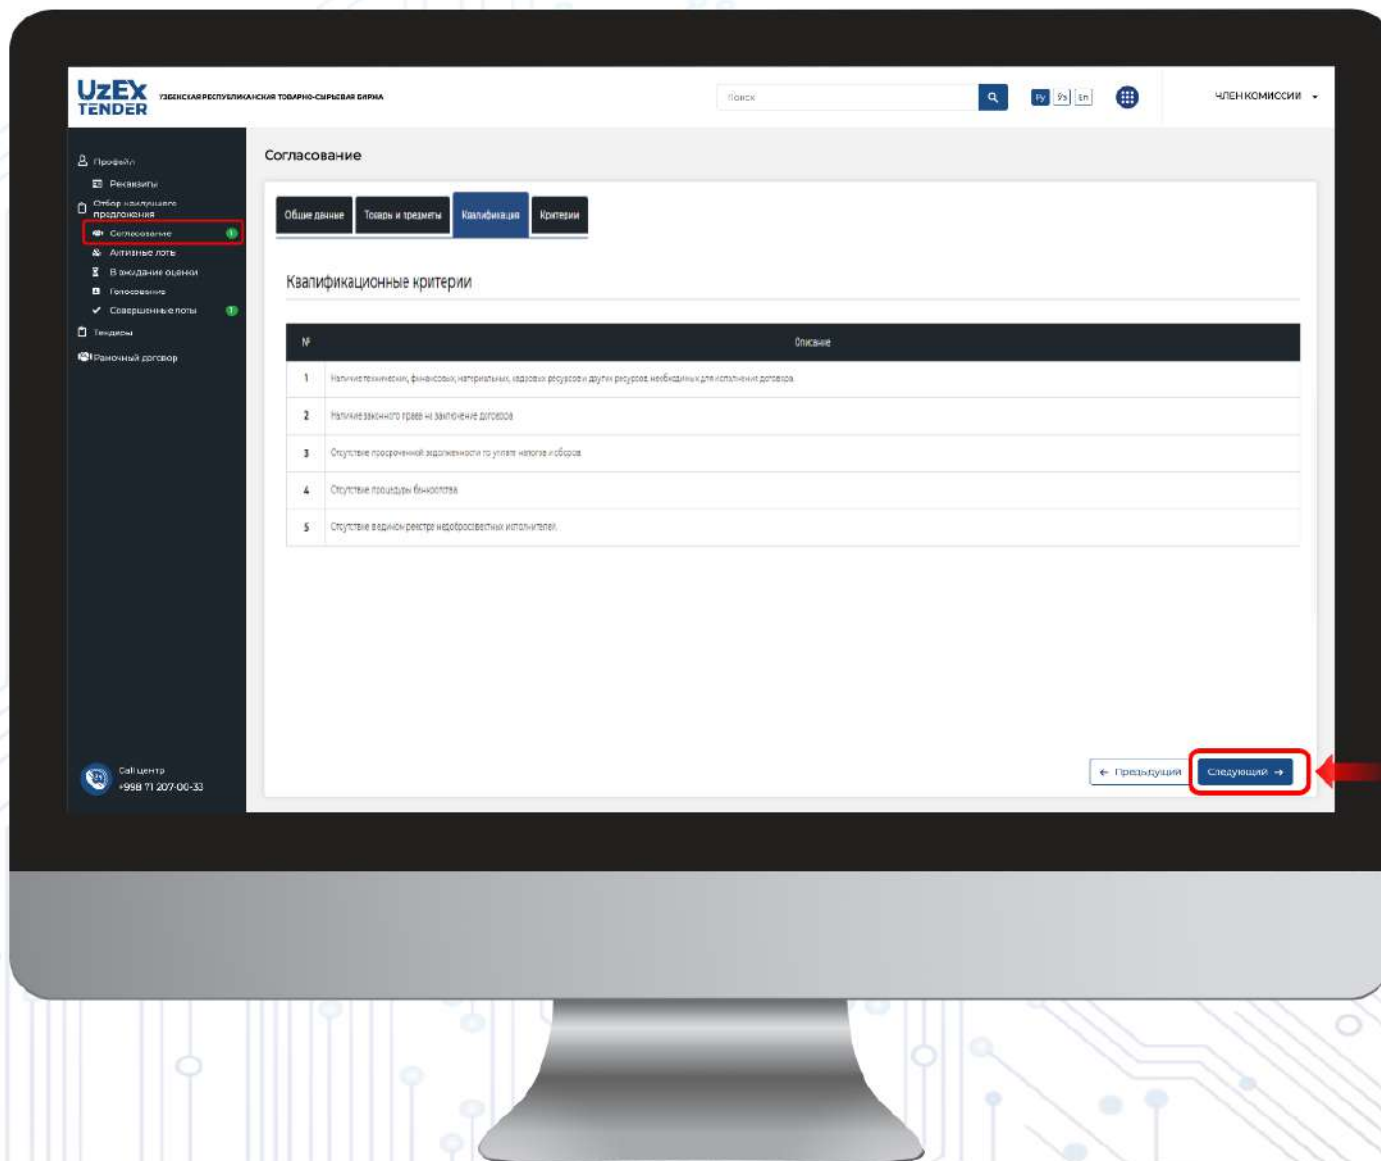 UzEX
TENDER
УЗБЕКСКАЯ РЕСПУБЛИКАНСКАЯ ТОВАРНО-СЫРЬЕВАЯ БИРЖА
Поиск
Ру Уз En
ЧЛЕН КОМИССИИ
Профайл
Реквизиты
Отбор наилучшего
предложения
Согласование 1
Активные лоты
В ожидание оценки
Голосование
Совершенные лоты 1
Тендеры
Рамочный договор
Call центр
+998 71 207-00-33
Согласование
Общие данные Товары и предметы Квалификация Критерии
Квалификационные критерии
№ Описание
1 Наличие технических, финансовых, материальных, кадровых ресурсов и других ресурсов, необходимых для исполнения договора.
2 Наличие законного права на заключение договора
3 Отсутствие просроченной задолженности по уплате налогов и сборов
4 Отсутствие процедуры банкротства
5 Отсутствие в едином реестре недобросовестных исполнителей.
← Предыдущий Следующий →